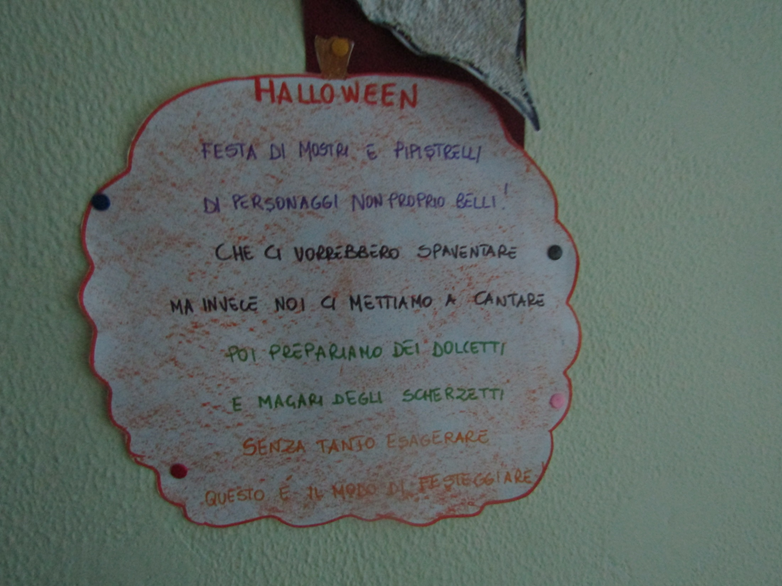 HALLOWEEN
FESTA DI MOSTRI E PIPISTRELLI
DI PERSONAGGI NON PROPRIO BELLI!
CHE CI VORREBBERO SPAVENTARE
MA INVECE NOI CI METTIAMO A CANTARE
POI PREPARIAMO DEI DOLCETTI
E MAGARI DEGLI SCHERZETTI
SENZA TANTO ESAGERARE
QUESTO É IL MODO DI FESTEGGIARE!